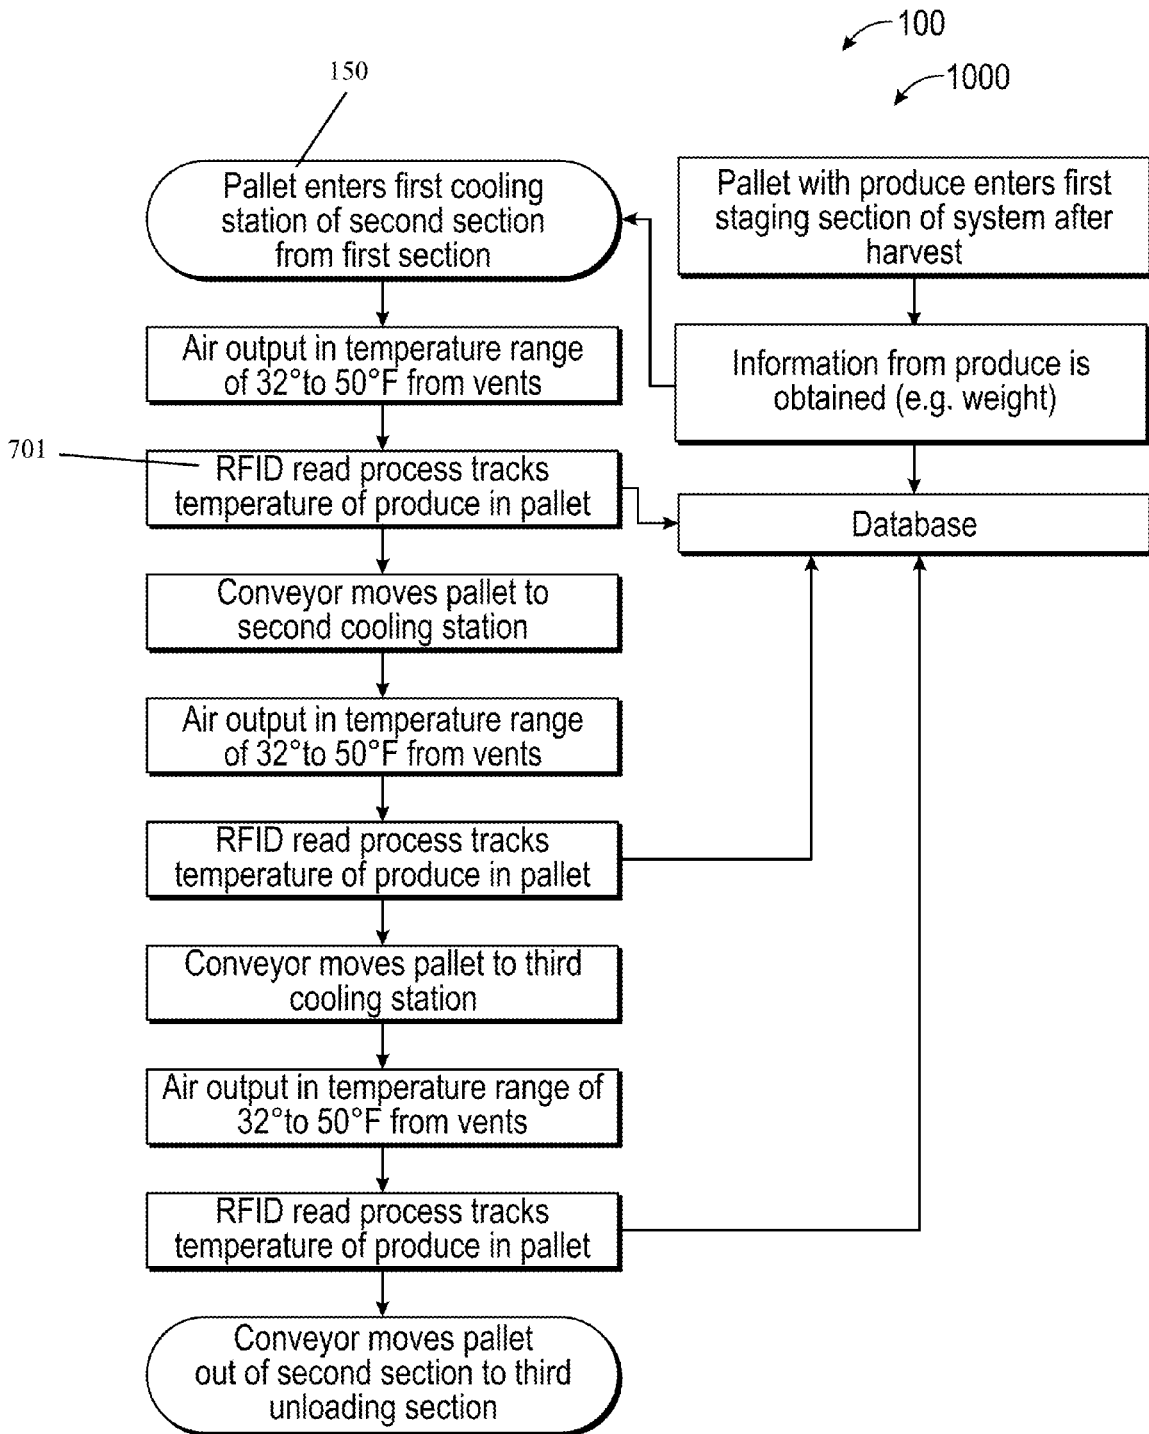 100
1000
150
Pallet enters first cooling
station of second section
from first section
Pallet with produce enters first
staging section of system after
harvest
Air output in temperature range
of 32°to 50°F from vents
Information from produce is
obtained (e.g. weight)
701
RFID read process tracks
temperature of produce in pallet
Database
Conveyor moves pallet to
second cooling station
Air output in temperature range
of 32°to 50°F from vents
RFID read process tracks
temperature of produce in pallet
Conveyor moves pallet to third
cooling station
Air output in temperature range of
32°to 50°F from vents
RFID read process tracks
temperature of produce in pallet
Conveyor moves pallet
out of second section to third
unloading section